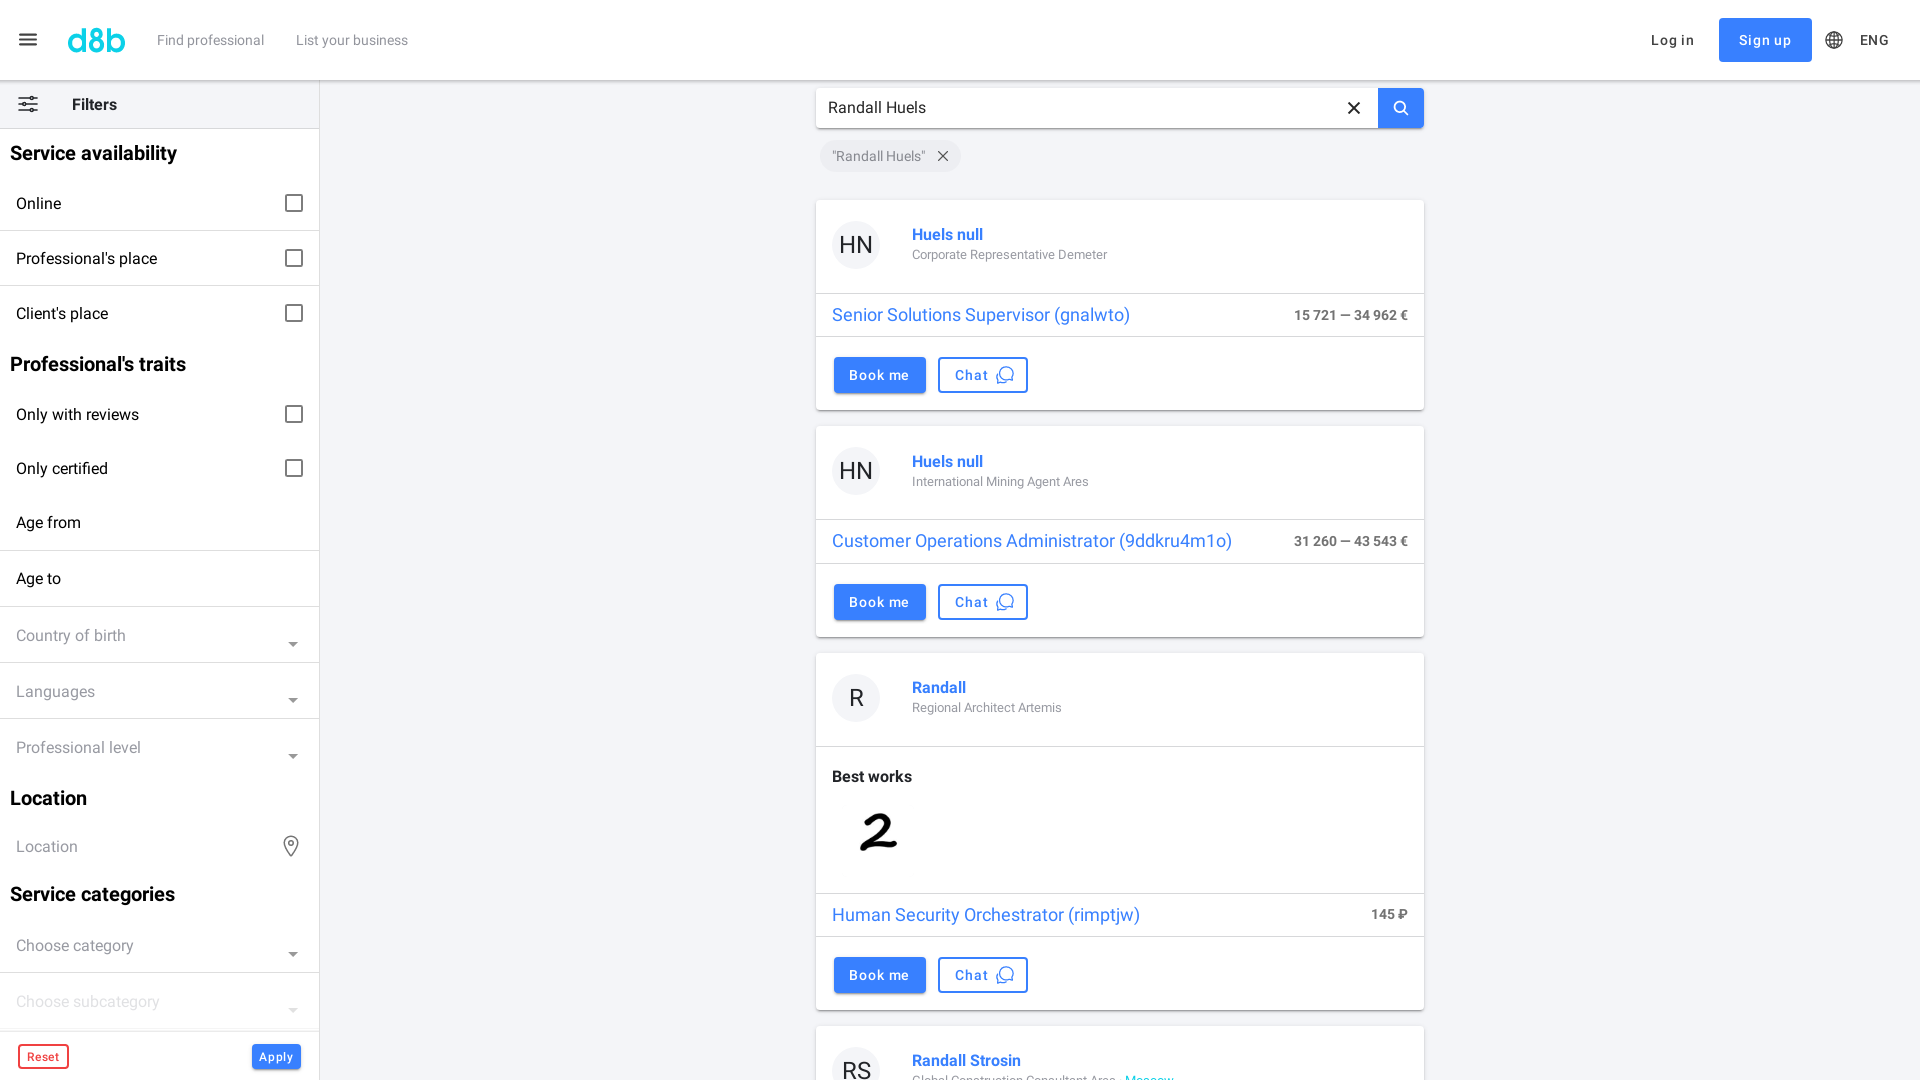 d8b
Find professional
List your business
Log in
Sign up
ENG
Filters
Service availability
Online
Professional's place
Client's place
Professional's traits
Only with reviews
Only certified
Age from
Age to
Country of birth
Languages
Professional level
Location
Location
Service categories
Choose category
Choose subcategory
Reset
Apply
Randall Huels
"Randall Huels"
HN
Huels null
Corporate Representative Demeter
Senior Solutions Supervisor (gnalwto)
15 721 — 34 962 €
Book me
Chat
HN
Huels null
International Mining Agent Ares
Customer Operations Administrator (9ddkru4m1o)
31 260 — 43 543 €
Book me
Chat
R
Randall
Regional Architect Artemis
Best works
2
Human Security Orchestrator (rimptjw)
145 ₽
Book me
Chat
RS
Randall Strosin
Global Construction Consultant Ares Moscow